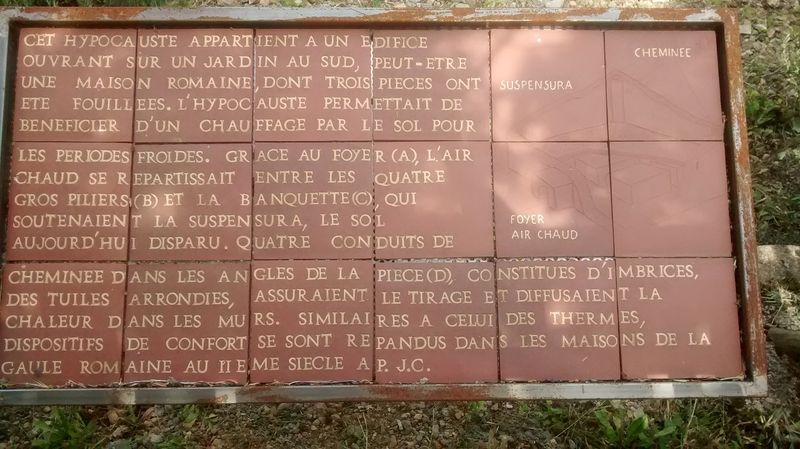 CET HYPOCAUSTE APPARTIENT A UN EDIFICE
OUVRANT SUR UN JARDIN AU SUD, PEUT-ETRE
UNE MAISON ROMAINE, DONT TROIS PIECES ONT
ETE FOUILLEES. L'HYPOCAUSTE PERMETTAIT DE
BENEFICIER D'UN CHAUFFAGE PAR LE SOL POUR
LES PERIODES FROIDES. GRACE AU FOYER (A), L'AIR
CHAUD SE REPARTISSAIT ENTRE LES QUATRE
GROS PILIERS (B) ET LA BANQUETTE (C), QUI
SOUTENAIENT LA SUSPENSURA, LE SOL
AUJOURD'HUI DISPARU. QUATRE CONDUITS DE
CHEMINEE DANS LES ANGLES DE LA PIECE (D), CONSTITUES D'IMBRICES,
DES TUILES ARRONDIES, ASSURAIENT LE TIRAGE ET DIFFUSAIENT LA
CHALEUR DANS LES MURS. SIMILAIRES A CELUI DES THERMES,
DISPOSITIFS DE CONFORT SE SONT REPANDUS DANS LES MAISONS DE LA
GAULE ROMAINE AU IIEME SIECLE AP. J.C.
CHEMINEE
SUSPENSURA
FOYER
AIR CHAUD